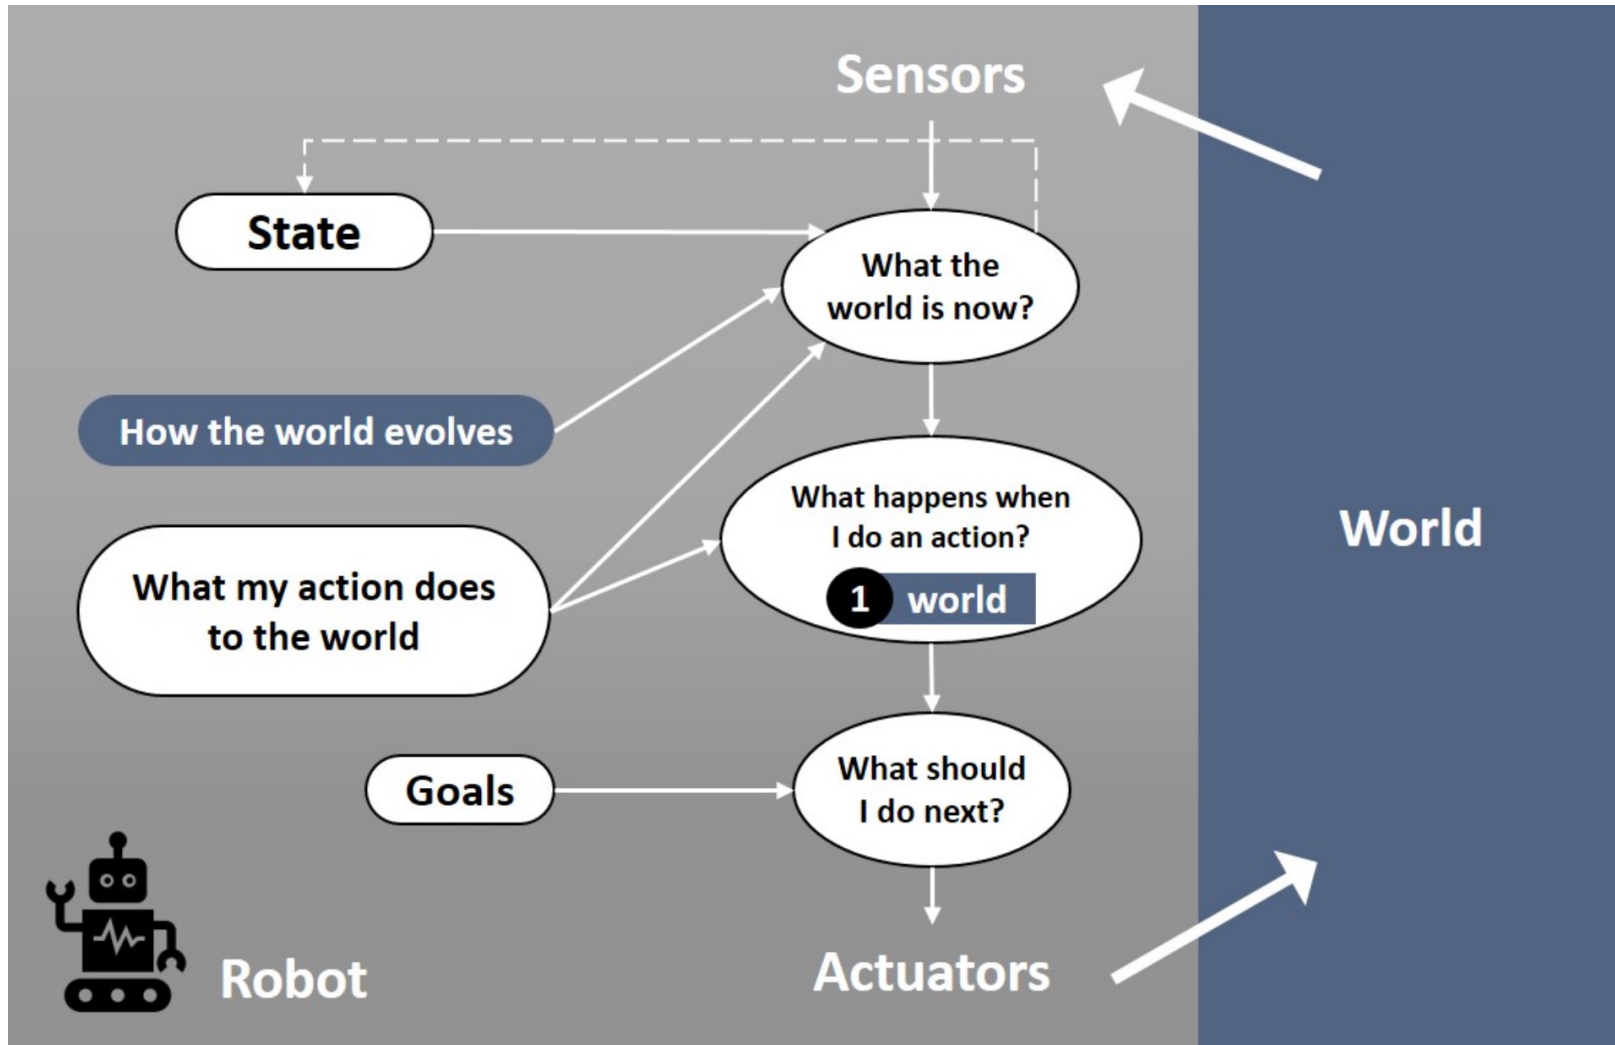 Sensors
State
What the
world is now?
How the world evolves
What happens when
I do an action?
1 world
World
What my action does
to the world
Goals
What should
I do next?
Robot
Actuators